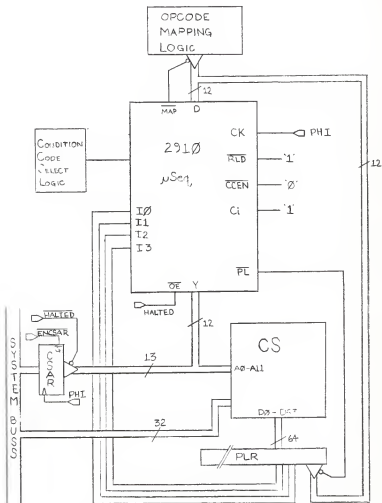 OPCODE
MAPPING
LOGIC
12
MAP D
CONDITION
CODE
SELECT
LOGIC
2910
µSeq.
CK
PHI
RLD
'1'
CCEN
'0'
Ci
'1'
12
I0
I1
I2
I3
PL
OE Y
HALTED
12
HALTED
ENCSAR
CSAR
PHI
SYSTEM BUSS
13
CS
A0-A11
32
D0-
64
PLR